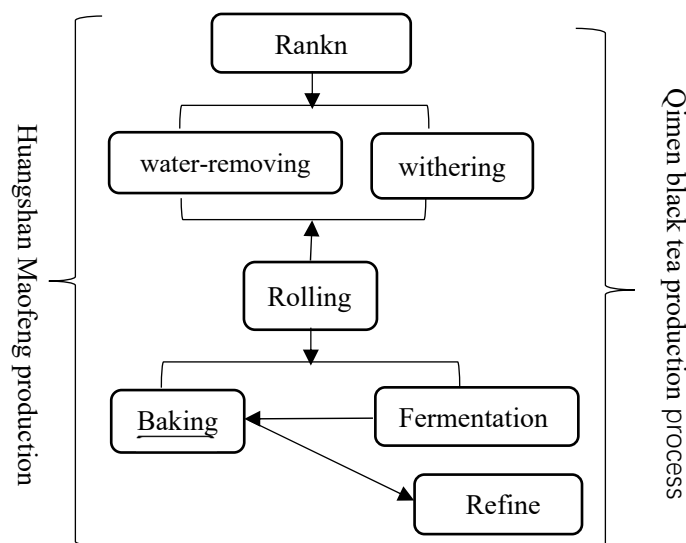 Rankn
water-removing
withering
Rolling
Baking
Fermentation
Refine
Huangshan Maofeng production
Qimen black tea production process